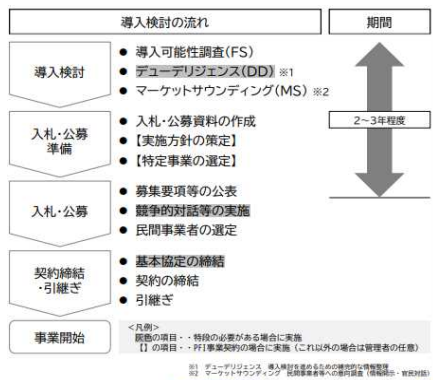 導入検討の流れ
期間
導入検討
● 導入可能性調査(FS)
● デューデリジェンス(DD) ※1
● マーケットサウンディング(MS) ※2
2～3年程度
入札・公募
準備
● 入札・公募資料の作成
● 【実施方針の策定】
● 【特定事業の選定】
入札・公募
● 募集要項等の公表
● 競争的対話等の実施
● 民間事業者の選定
契約締結
・引継ぎ
● 基本協定の締結
● 契約の締結
● 引継ぎ
事業開始
<凡例>
灰色の項目・・特段の必要がある場合に実施
【】の項目・・PFI事業契約の場合に実施（これ以外の場合は管理者の任意）
※1 デューデリジェンス 導入検討を進めるための補完的な情報整理
※2 マーケットサウンディング 民間事業者等への意向調査（情報開示・官民対話）